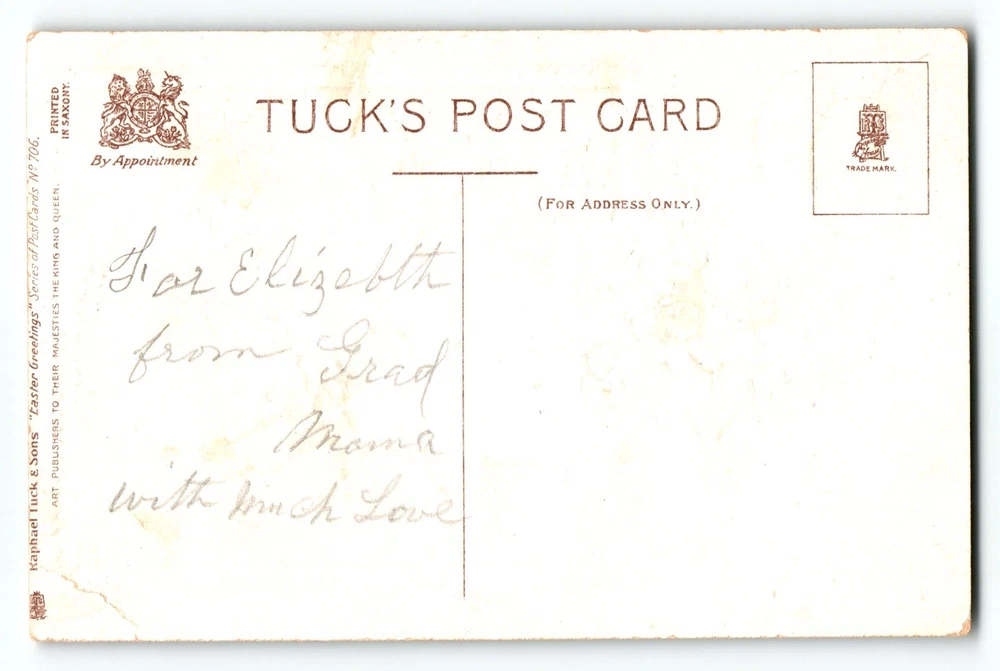 TUCK'S POST CARD
By Appointment
PRINTED
IN SAXONY.
Raphael Tuck & Sons' "Easter Greetings" Series of Post Cards Nº 706.
ART PUBLISHERS TO THEIR MAJESTIES THE KING AND QUEEN.
(FOR ADDRESS ONLY.)
TRADE MARK.
For Elizebth
from Grad
Mama
with much Love